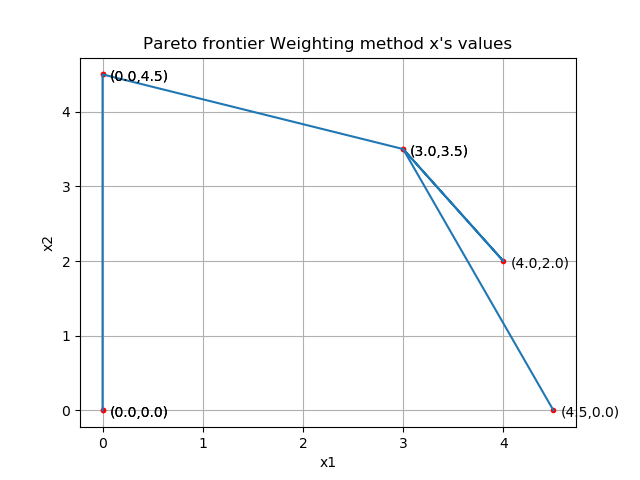 Pareto frontier Weighting method x's values
(0.0,4.5)
4
(3.0,3.5)
3
x2
2
(4.0,2.0)
1
0
(0.0,0.0)
(4.5,0.0)
0 1 2 3 4
x1